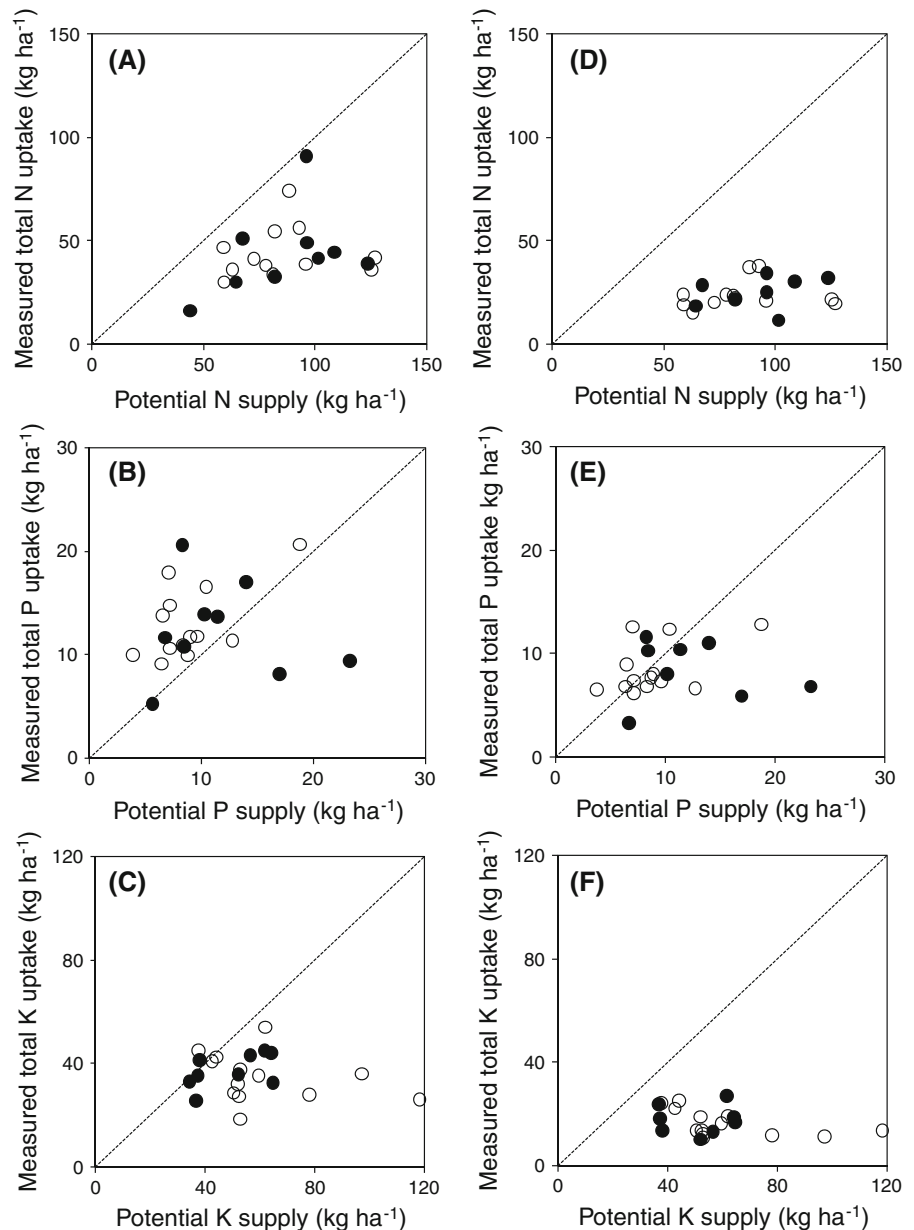 (A)
Measured total N uptake (kg ha-1)
150
100
50
0
0 50 100 150
Potential N supply (kg ha-1)
(D)
Measured total N uptake (kg ha-1)
150
100
50
0
0 50 100 150
Potential N supply (kg ha-1)
(B)
Measured total P uptake (kg ha-1)
30
20
10
0
0 10 20 30
Potential P supply (kg ha-1)
(E)
Measured total P uptake kg ha-1)
30
20
10
0
0 10 20 30
Potential P supply (kg ha-1)
(C)
Measured total K uptake (kg ha-1)
120
80
40
0
0 40 80 120
Potential K supply (kg ha-1)
(F)
Measured total K uptake (kg ha-1)
120
80
40
0
0 40 80 120
Potential K supply (kg ha-1)